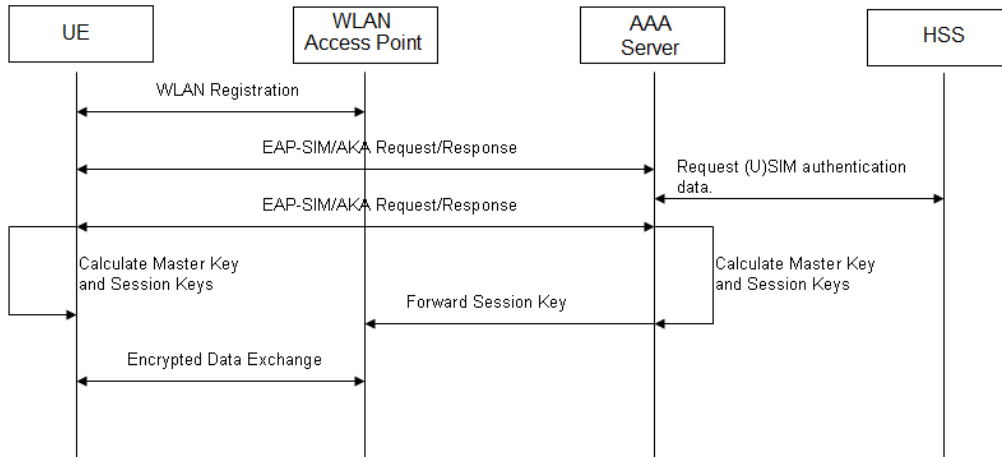 UE
WLAN
Access Point
AAA
Server
HSS
WLAN Registration
EAP-SIM/AKA Request/Response
Request (U)SIM authentication
data.
EAP-SIM/AKA Request/Response
Calculate Master Key
and Session Keys
Calculate Master Key
and Session Keys
Forward Session Key
Encrypted Data Exchange